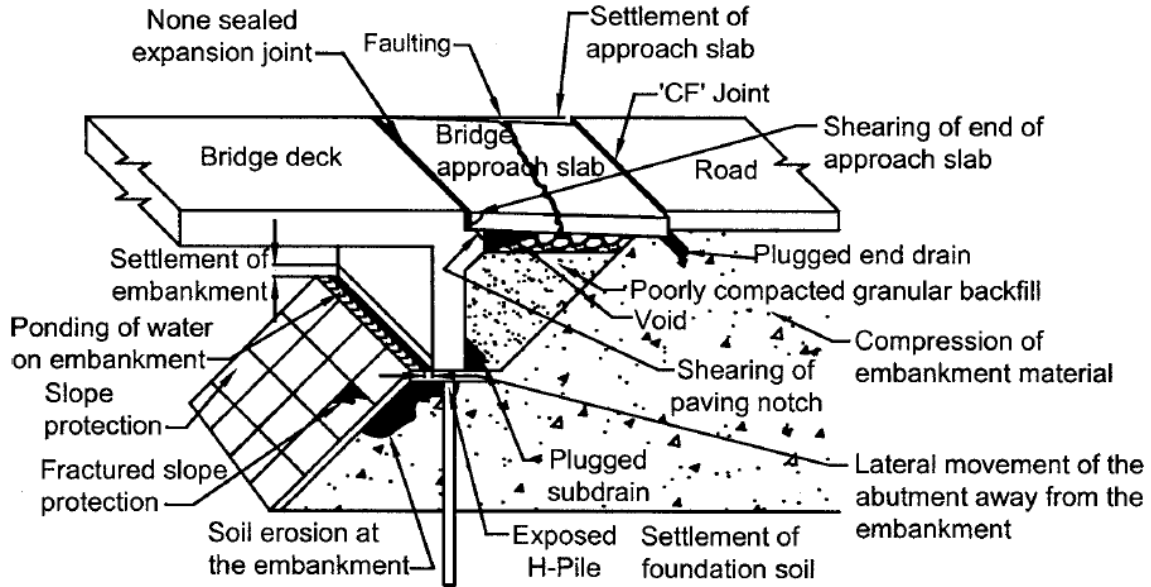 None sealed
expansion joint
Faulting
Settlement of
approach slab
'CF' Joint
Shearing of end of
approach slab
Bridge deck
Bridge
approach slab
Road
Settlement of
embankment
Plugged end drain
Poorly compacted granular backfill
Void
Ponding of water
on embankment
Compression of
embankment material
Shearing of
paving notch
Slope
protection
Fractured slope
protection
Plugged
subdrain
Lateral movement of the
abutment away from the
embankment
Soil erosion at
the embankment
Exposed
H-Pile
Settlement of
foundation soil